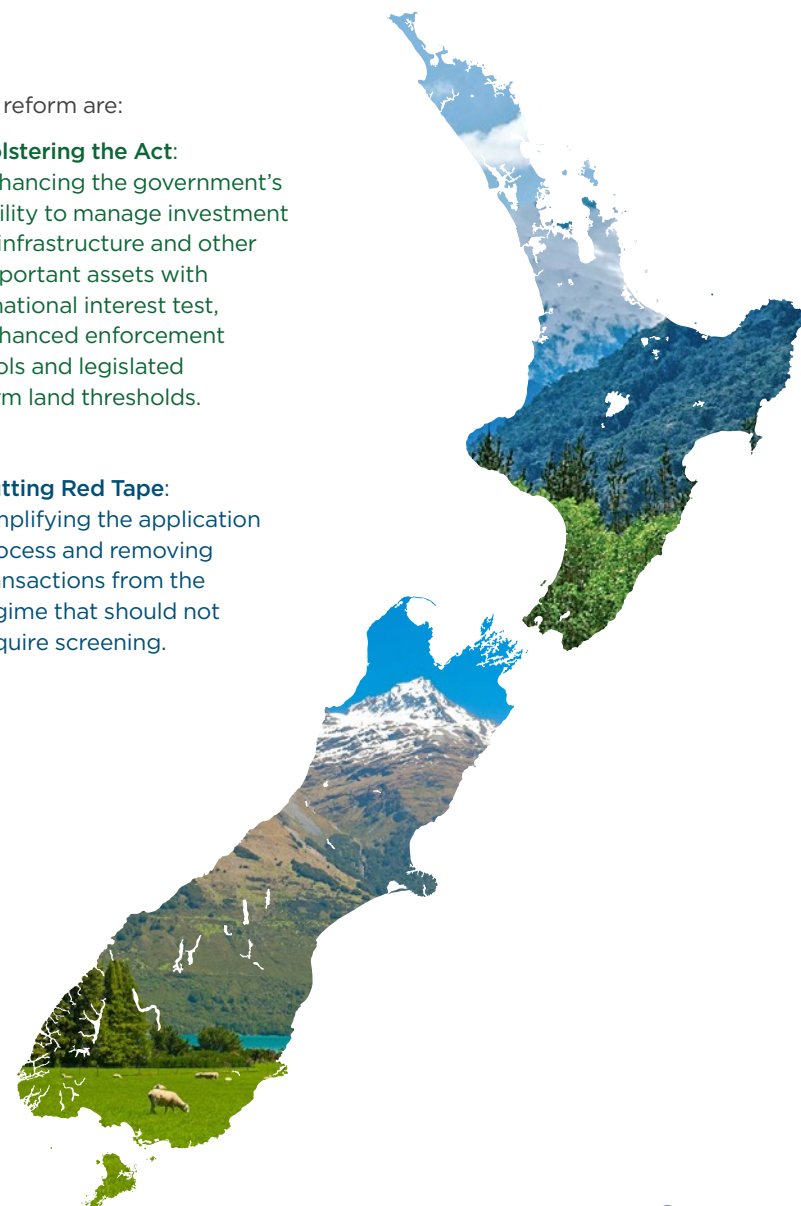 reform are:
lstering the Act:
hancing the government’s
ility to manage investment
infrastructure and other
portant assets with
national interest test,
hanced enforcement
ols and legislated
rm land thresholds.
tting Red Tape:
mplifying the application
ocess and removing
ansactions from the
gime that should not
quire screening.